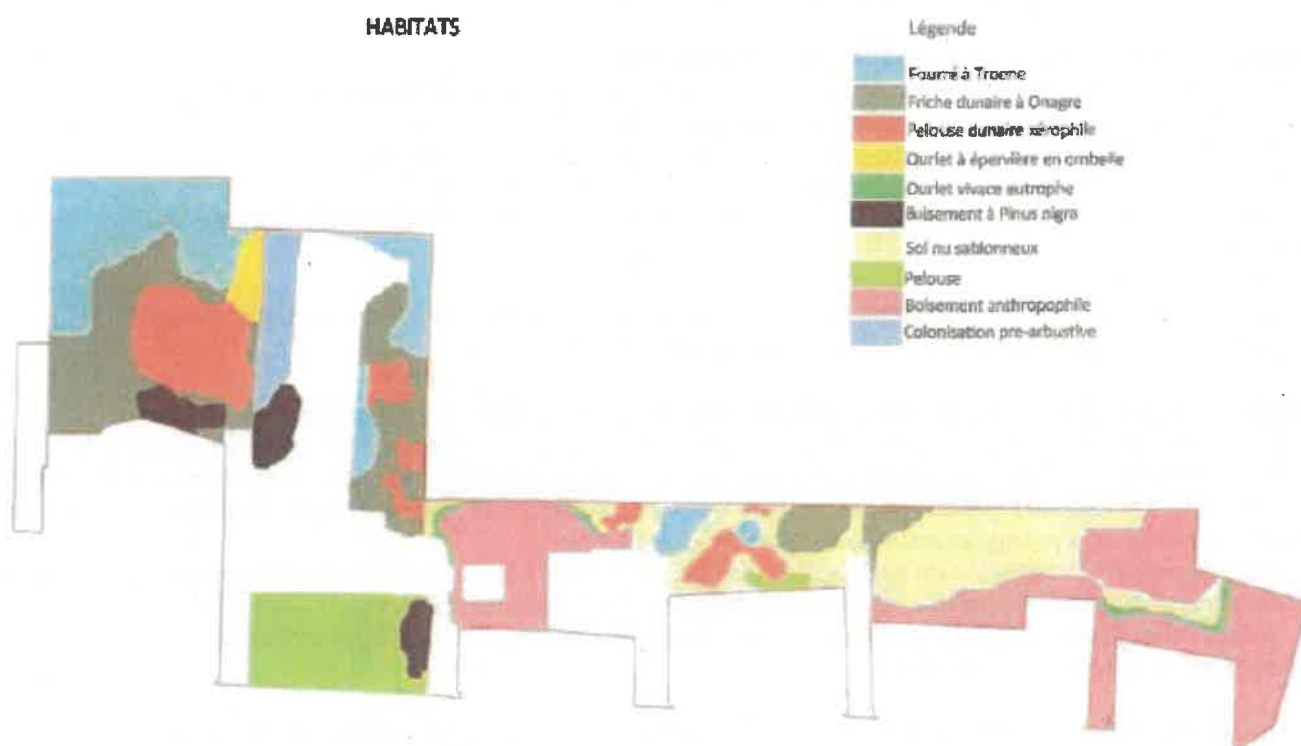 HABITATS
Légende
Fourré à Troene
Friche dunaire à Onagre
Pelouse dunaire xérophile
Ourlet à épervière en ombelle
Ourlet vivace eutrophe
Boisement à Pinus nigra
Sol nu sablonneux
Pelouse
Boisement anthropophile
Colonisation pre-arbustive